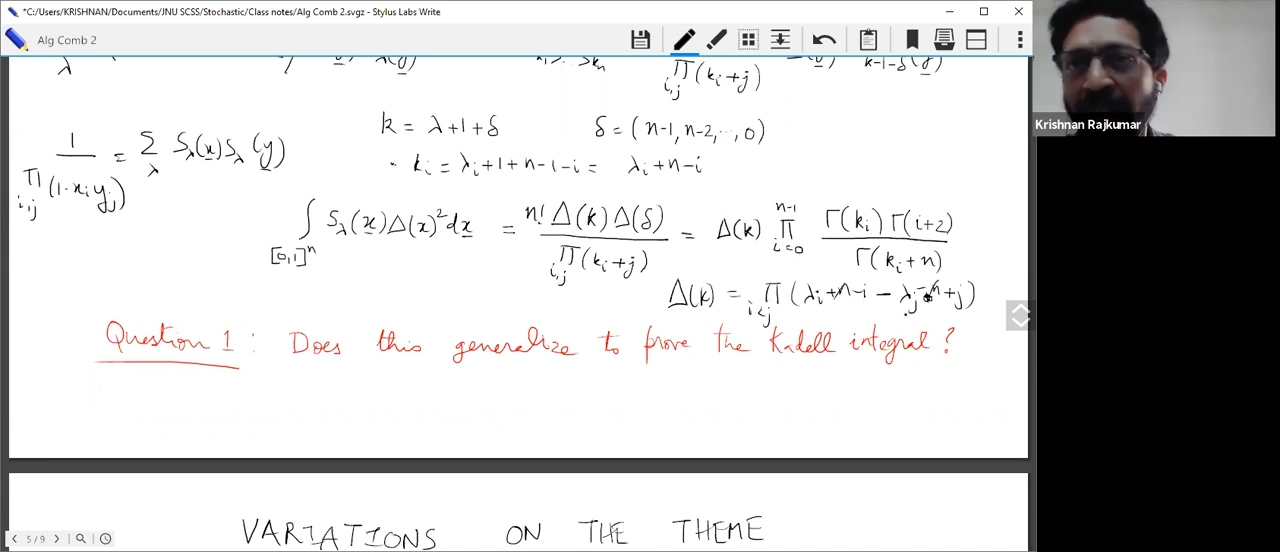 *C:/Users/KRISHNAN/Documents/JNU SCSS/Stochastic/Class notes/Alg Comb 2.svgz - Stylus Labs Write
Alg Comb 2
Krishnan Rajkumar
λ
∏_{i,j} (k_i+j)
k = λ+1+δ    δ = (n-1, n-2, ..., 0)
1 / ∏_{i,j} (1-x_i y_j) = Σ_λ S_λ(x) S_λ(y)
k_i = λ_i+1+n-1-i = λ_i+n-i
∫_{[0,1]^n} S_λ(x) Δ(x)^2 dx = n! Δ(k) Δ(δ) / ∏_{i,j} (k_i+j) = Δ(k) ∏_{i=0}^{n-1} Γ(k_i) Γ(i+2) / Γ(k_i+n)
Δ(k) = ∏_{i<j} (λ_i+n-i - λ_j-n+j)
Question 1 : Does this generalize to prove the Kadell integral ?
VARIATIONS ON THE THEME
5/9